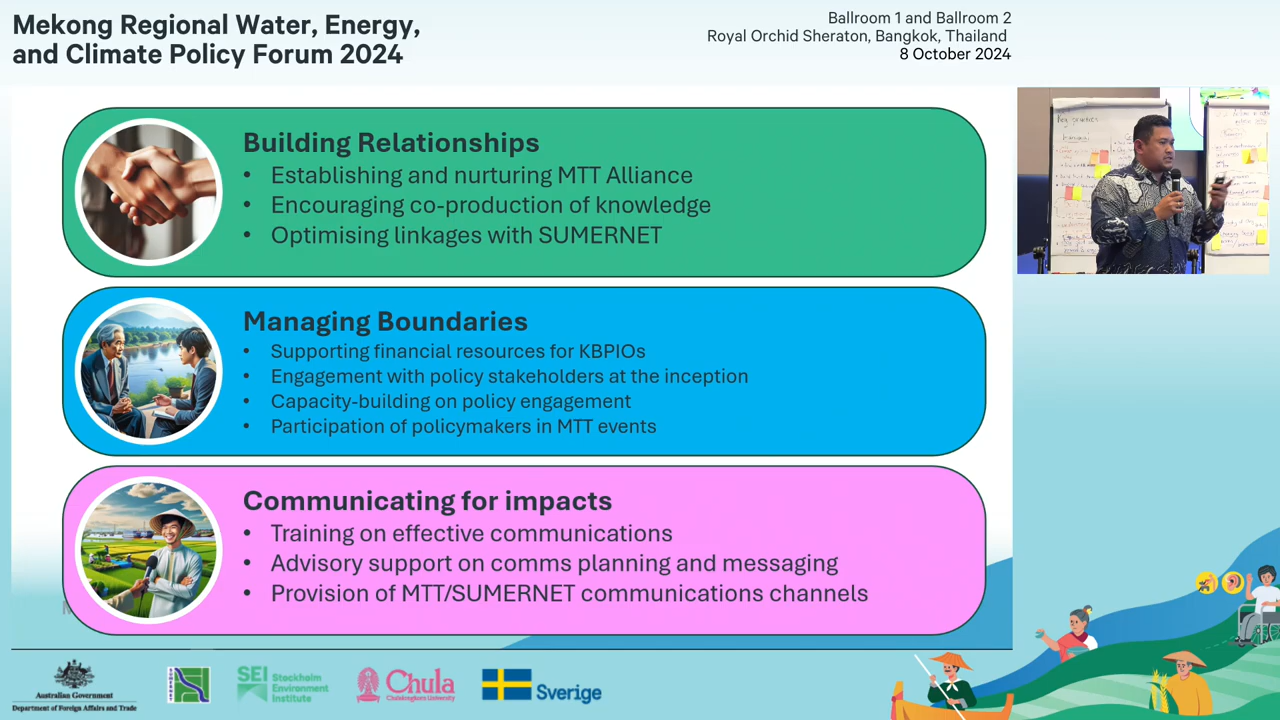 Mekong Regional Water, Energy,
and Climate Policy Forum 2024
Ballroom 1 and Ballroom 2
Royal Orchid Sheraton, Bangkok, Thailand
8 October 2024
Building Relationships
• Establishing and nurturing MTT Alliance
• Encouraging co-production of knowledge
• Optimising linkages with SUMERNET
Managing Boundaries
• Supporting financial resources for KBPIOs
• Engagement with policy stakeholders at the inception
• Capacity-building on policy engagement
• Participation of policymakers in MTT events
Communicating for impacts
• Training on effective communications
• Advisory support on comms planning and messaging
• Provision of MTT/SUMERNET communications channels
Australian Government
Department of Foreign Affairs and Trade
SUMERNET
SEI Stockholm
Environment
Institute
Chula
Chulalongkorn University
Sverige